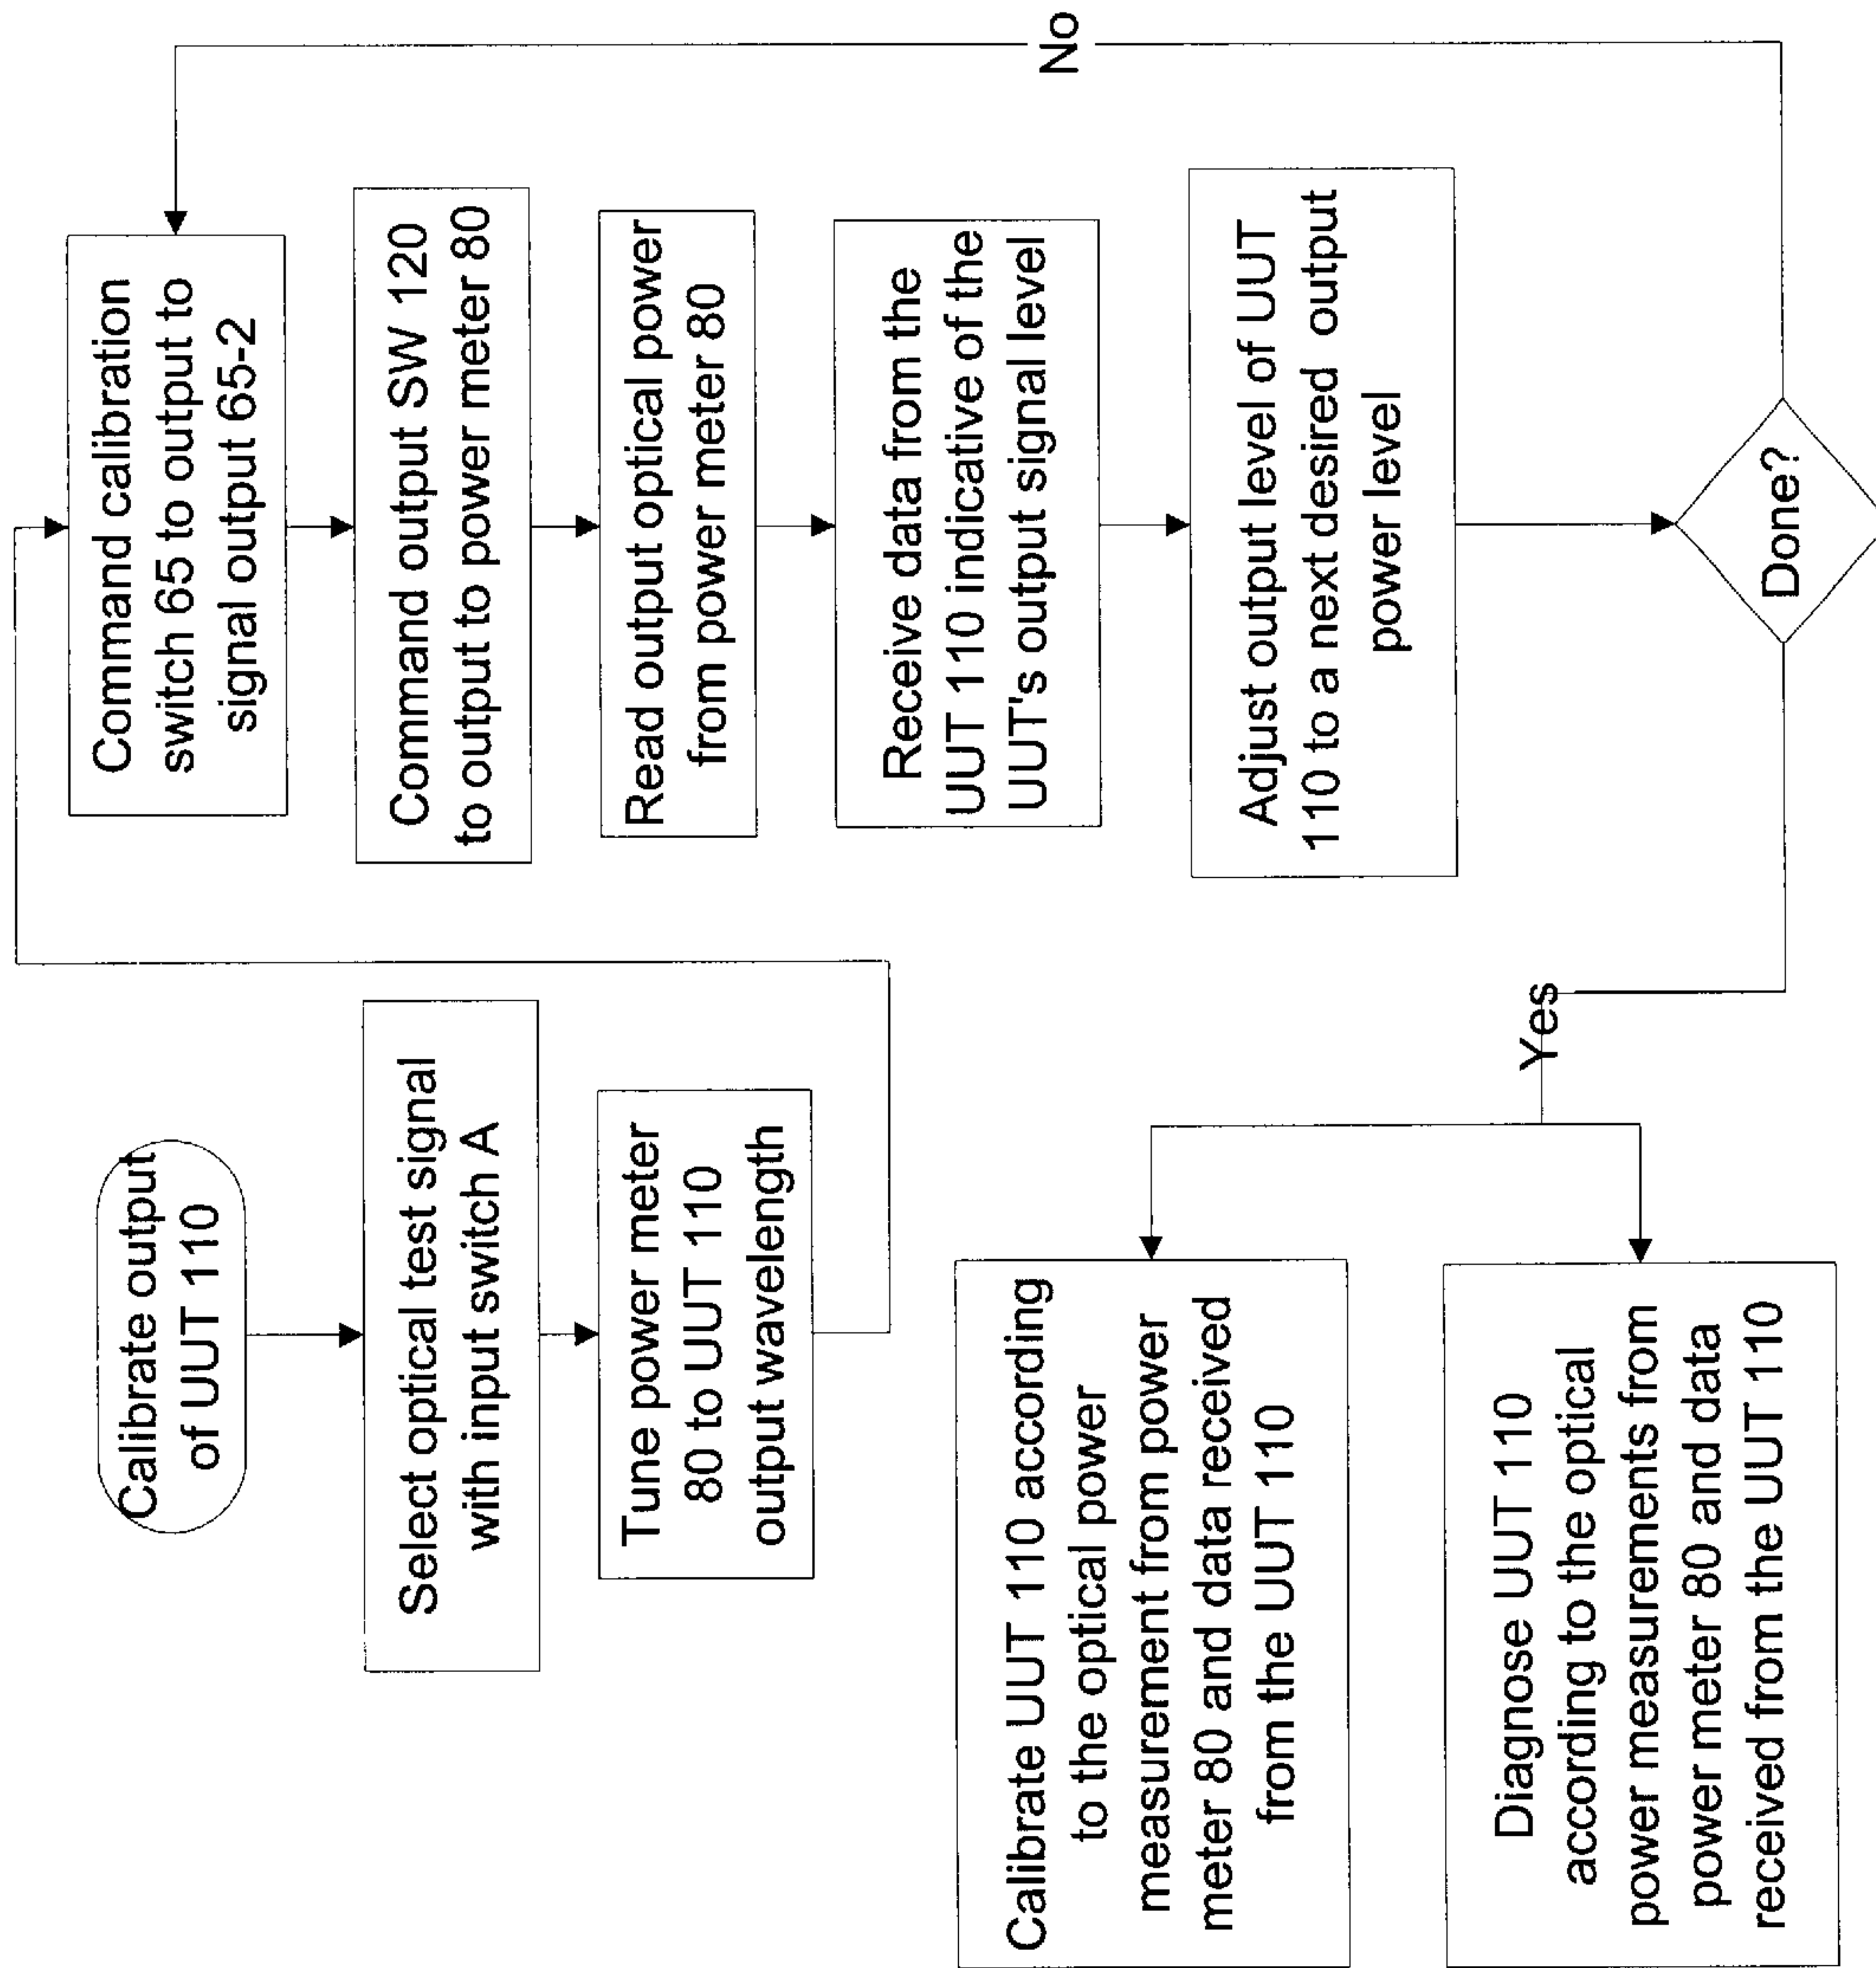 Calibrate output
of UUT 110
Select optical test signal
with input switch A
Tune power meter
80 to UUT 110
output wavelength
Command calibration
switch 65 to output to
signal output 65-2
Command output SW 120
to output to power meter 80
Read output optical power
from power meter 80
Receive data from the
UUT 110 indicative of the
UUT's output signal level
Adjust output level of UUT
110 to a next desired output
power level
Done?
No
Yes
Calibrate UUT 110 according
to the optical power
measurement from power
meter 80 and data received
from the UUT 110
Diagnose UUT 110
according to the optical
power measurements from
power meter 80 and data
received from the UUT 110